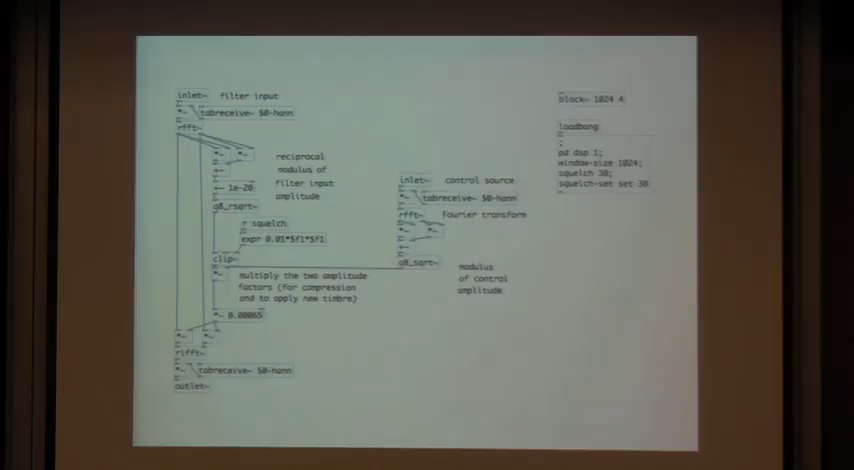 inlet~ filter input
*~ tabreceive~ $0-hann
rfft~
*~ *~
+~
+~ 1e-20
q8_rsqrt~
reciprocal
modulus of
filter input
amplitude
r squelch
expr 0.01*$f1*$f1
clip~
*~
multiply the two amplitude
factors (for compression
and to apply new timbre)
*~ 0.00065
*~ *~
rifft~
*~ tabreceive~ $0-hann
outlet~
inlet~ control source
*~ tabreceive~ $0-hann
rfft~ Fourier transform
*~ *~
+~
q8_sqrt~
modulus
of control
amplitude
block~ 1024 4
loadbang
;
pd dsp 1;
window-size 1024;
squelch 30;
squelch-set set 30